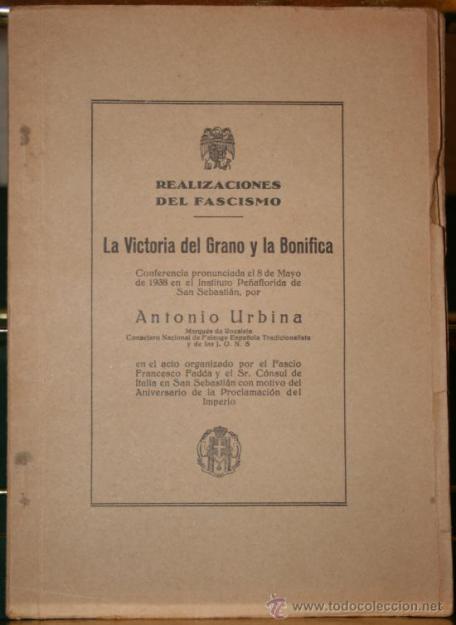 REALIZACIONES
DEL FASCISMO
La Victoria del Grano y la Bonifica
Conferencia pronunciada el 8 de Mayo
de 1938 en el Instituto Peñaflorida de
San Sebastián, por
Antonio Urbina
Marqués de Rozalejo
Consejero Nacional de Falange Española Tradicionalista
y de las J. O. N. S
en el acto organizado por el Fascio
Francesco Fadda y el Sr. Cónsul de
Italia en San Sebastián con motivo del
Aniversario de la Proclamación del
Imperio
www.todocoleccion.net